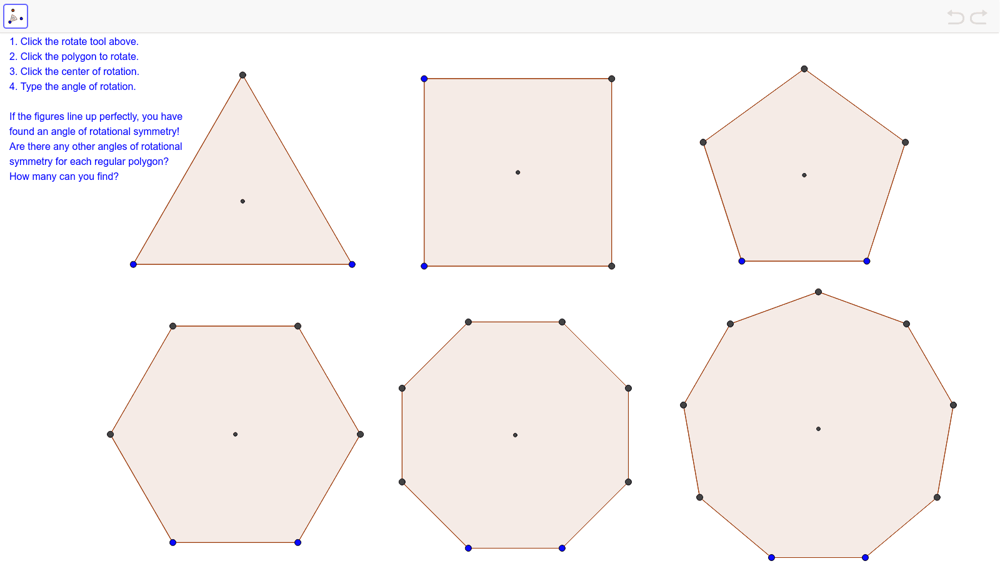 1. Click the rotate tool above.
2. Click the polygon to rotate.
3. Click the center of rotation.
4. Type the angle of rotation.
If the figures line up perfectly, you have
found an angle of rotational symmetry!
Are there any other angles of rotational
symmetry for each regular polygon?
How many can you find?